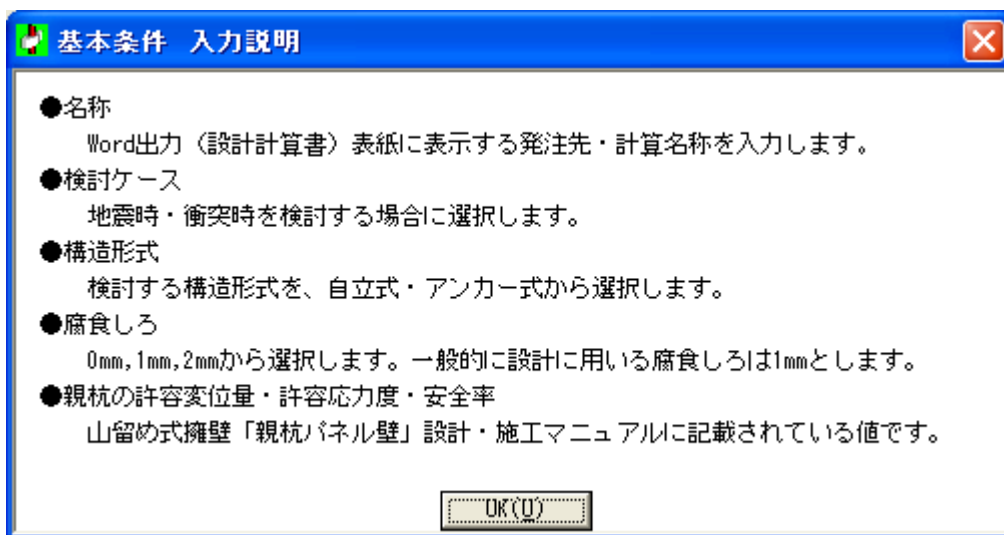 基本条件 入力説明
●名称
Word出力（設計計算書）表紙に表示する発注先・計算名称を入力します。
●検討ケース
地震時・衝突時を検討する場合に選択します。
●構造形式
検討する構造形式を、自立式・アンカー式から選択します。
●腐食しろ
0mm,1mm,2mmから選択します。一般的に設計に用いる腐食しろは1mmとします。
●親杭の許容変位量・許容応力度・安全率
山留め式擁壁「親杭パネル壁」設計・施工マニュアルに記載されている値です。
OK(U)